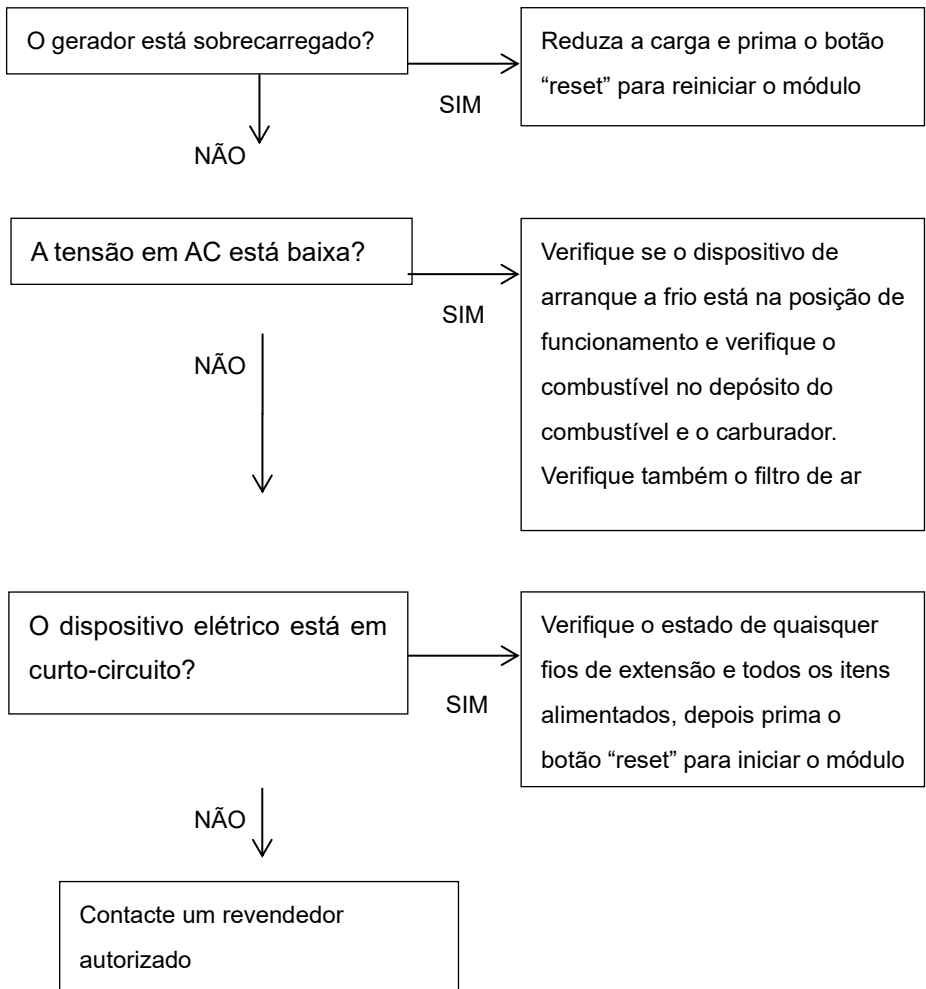 O gerador está sobrecarregado?
Reduza a carga e prima o botão
“reset” para reiniciar o módulo
SIM
NÃO
A tensão em AC está baixa?
Verifique se o dispositivo de
arranque a frio está na posição de
funcionamento e verifique o
combustível no depósito do
combustível e o carburador.
Verifique também o filtro de ar
SIM
NÃO
O dispositivo elétrico está em
curto-circuito?
Verifique o estado de quaisquer
fios de extensão e todos os itens
alimentados, depois prima o
botão “reset” para iniciar o módulo
SIM
NÃO
Contacte um revendedor
autorizado